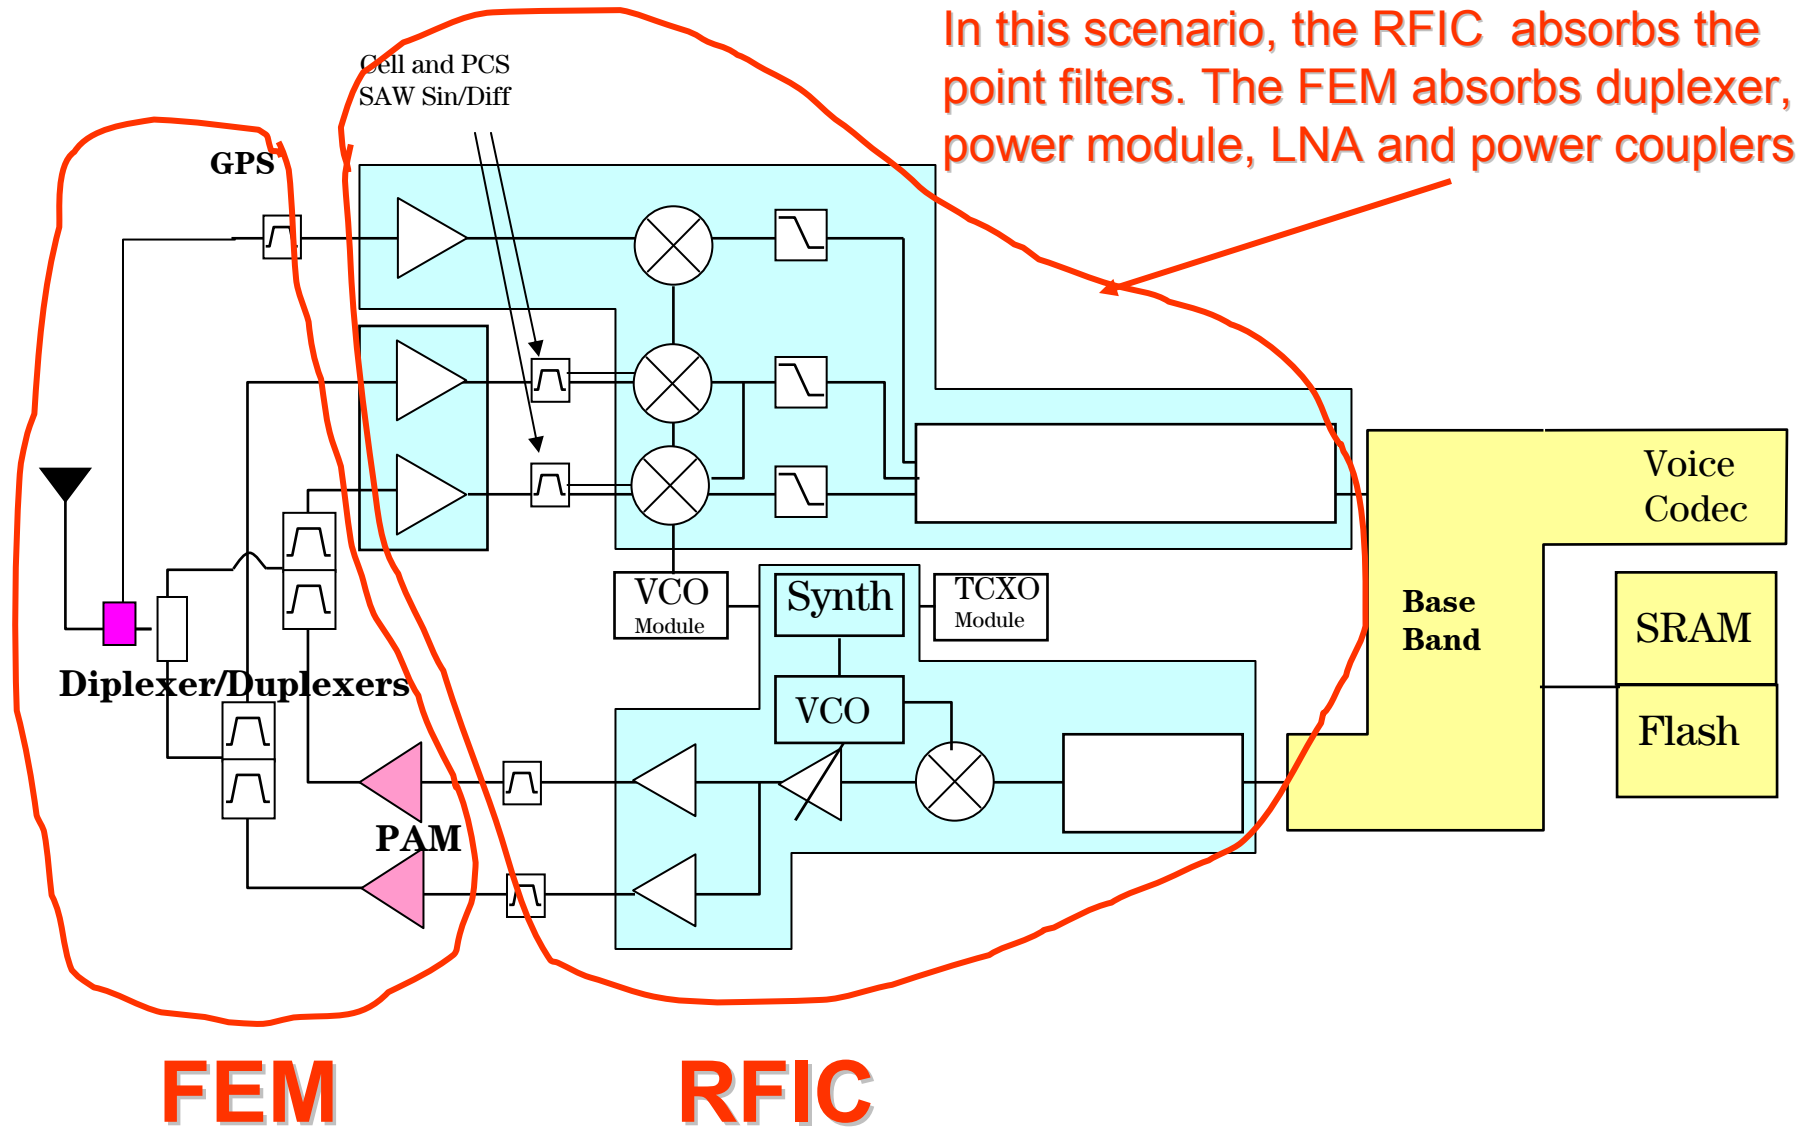 In this scenario, the RFIC absorbs the
point filters. The FEM absorbs duplexer,
power module, LNA and power couplers
Cell and PCS
SAW Sin/Diff
GPS
Voice
Codec
VCO
Module
Synth
TCXO
Module
Base
Band
SRAM
Diplexer/Duplexers
VCO
Flash
PAM
FEM
RFIC